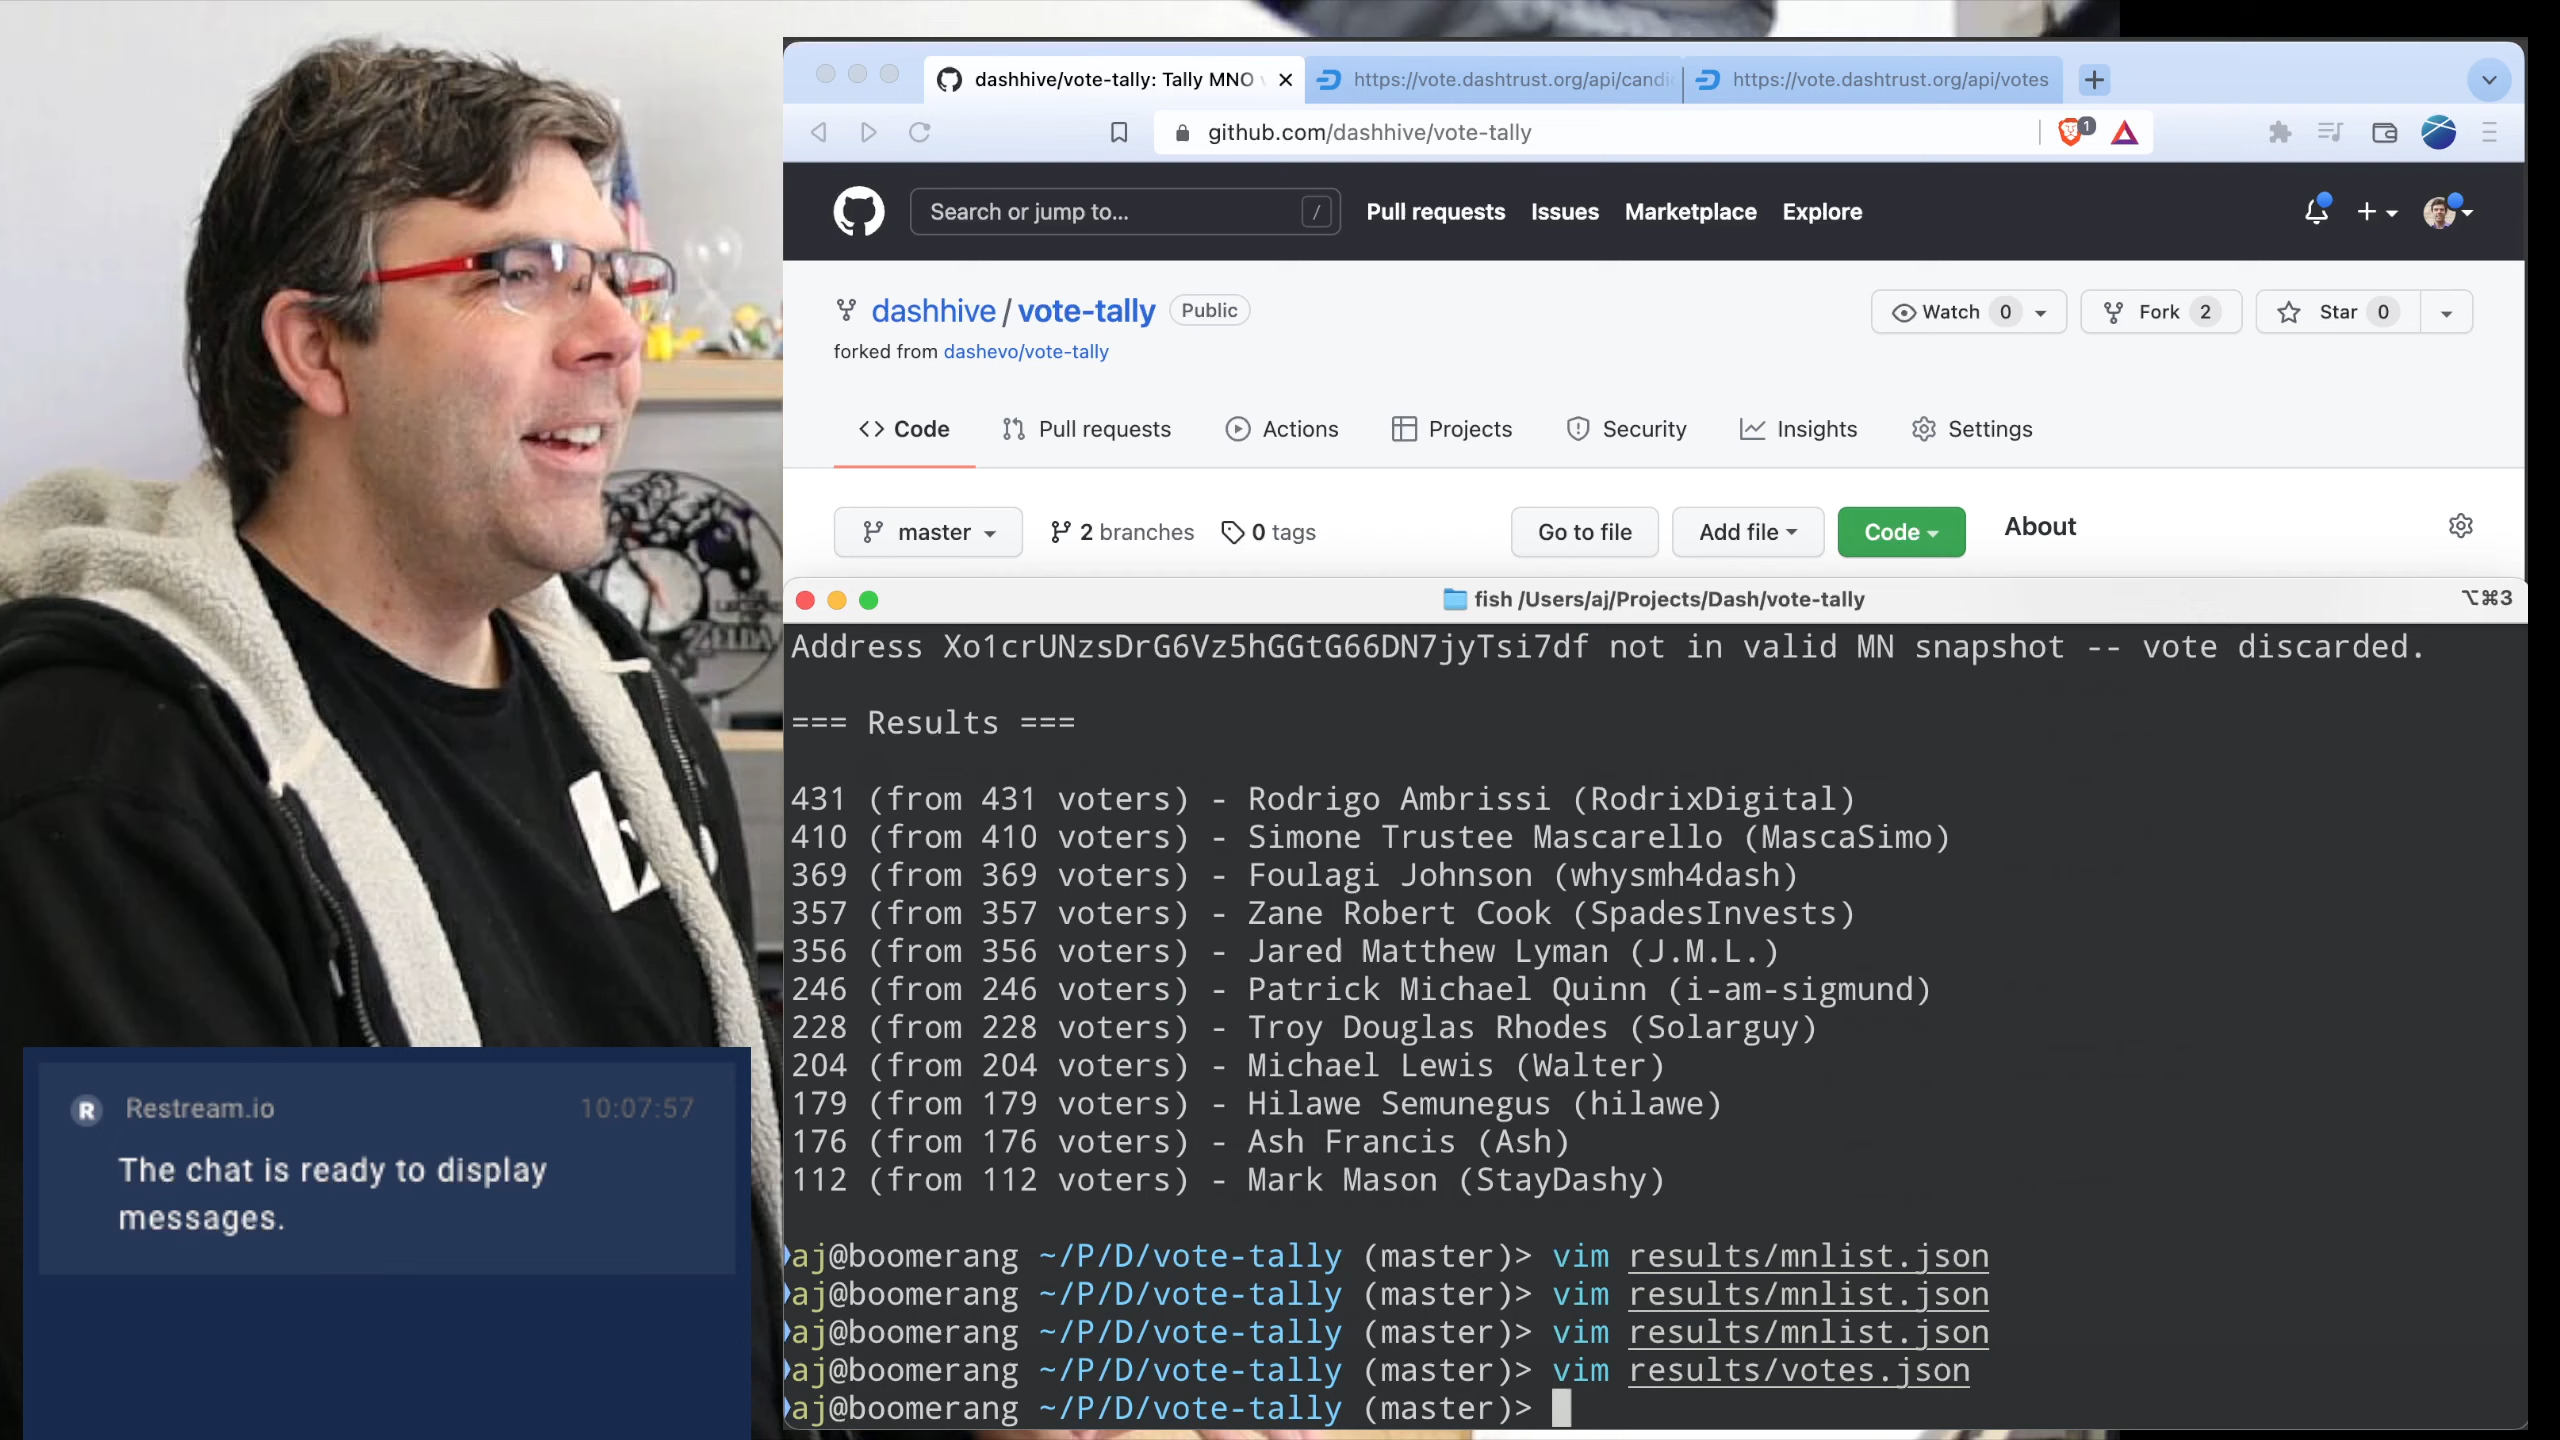 dashhive/vote-tally: Tally MNO
https://vote.dashtrust.org/api/candi
https://vote.dashtrust.org/api/votes
github.com/dashhive/vote-tally
1
Search or jump to...
/
Pull requests
Issues
Marketplace
Explore
dashhive / vote-tally
Public
Watch 0
Fork 2
Star 0
forked from dashevo/vote-tally
Code
Pull requests
Actions
Projects
Security
Insights
Settings
master
2 branches
0 tags
Go to file
Add file
Code
About
fish /Users/aj/Projects/Dash/vote-tally
⌥⌘3
Address Xo1crUNzsDrG6Vz5hGGtG66DN7jyTsi7df not in valid MN snapshot -- vote discarded.
=== Results ===
431 (from 431 voters) - Rodrigo Ambrissi (RodrixDigital)
410 (from 410 voters) - Simone Trustee Mascarello (MascaSimo)
369 (from 369 voters) - Foulagi Johnson (whysmh4dash)
357 (from 357 voters) - Zane Robert Cook (SpadesInvests)
356 (from 356 voters) - Jared Matthew Lyman (J.M.L.)
246 (from 246 voters) - Patrick Michael Quinn (i-am-sigmund)
228 (from 228 voters) - Troy Douglas Rhodes (Solarguy)
204 (from 204 voters) - Michael Lewis (Walter)
179 (from 179 voters) - Hilawe Semunegus (hilawe)
176 (from 176 voters) - Ash Francis (Ash)
112 (from 112 voters) - Mark Mason (StayDashy)
aj@boomerang ~/P/D/vote-tally (master)> vim results/mnlist.json
aj@boomerang ~/P/D/vote-tally (master)> vim results/mnlist.json
aj@boomerang ~/P/D/vote-tally (master)> vim results/mnlist.json
aj@boomerang ~/P/D/vote-tally (master)> vim results/votes.json
aj@boomerang ~/P/D/vote-tally (master)>
R Restream.io 10:07:57
The chat is ready to display
messages.
ZELDA